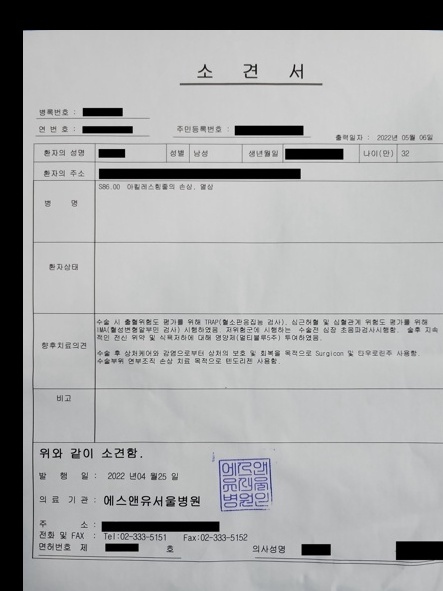 소 견 서
병록번호 :
연 번 호 :
주민등록번호 :
출력일자 : 2022년 05월 06일
환자의 성명 성별 남성 생년월일 나이(만) 32
환자의 주소
병 명
S86.00 아킬레스힘줄의 손상, 열상
환자상태
향후치료의견
수술 시 출혈위험도 평가를 위해 TRAP(혈소판응집능 검사), 심근허혈 및 심혈관계 위험도 평가를 위해
IMA(혈성변형알부민 검사) 시행하였음. 저위험군에 시행하는 수술전 심장 초음파검사시행함. 술후 지속
적인 전신 위약 및 식욕저하에 대해 영양제(멀티블루5주) 투여하였음.
수술 후 상처케어와 감염으로부터 상처의 보호 및 회복을 목적으로 Surgicon 및 타우로린주 사용함.
수술부위 연부조직 손상 치료 목적으로 텐도리젠 사용함.
비고
위와 같이 소견함.
발 행 일 : 2022 년04 월25 일
의 료 기 관 : 에스앤유서울병원
에스앤
유서울
병원인
주 소 :
전화 및 FAX : Tel:02-333-5151 Fax:02-333-5152
면허번호 제 호 의사성명